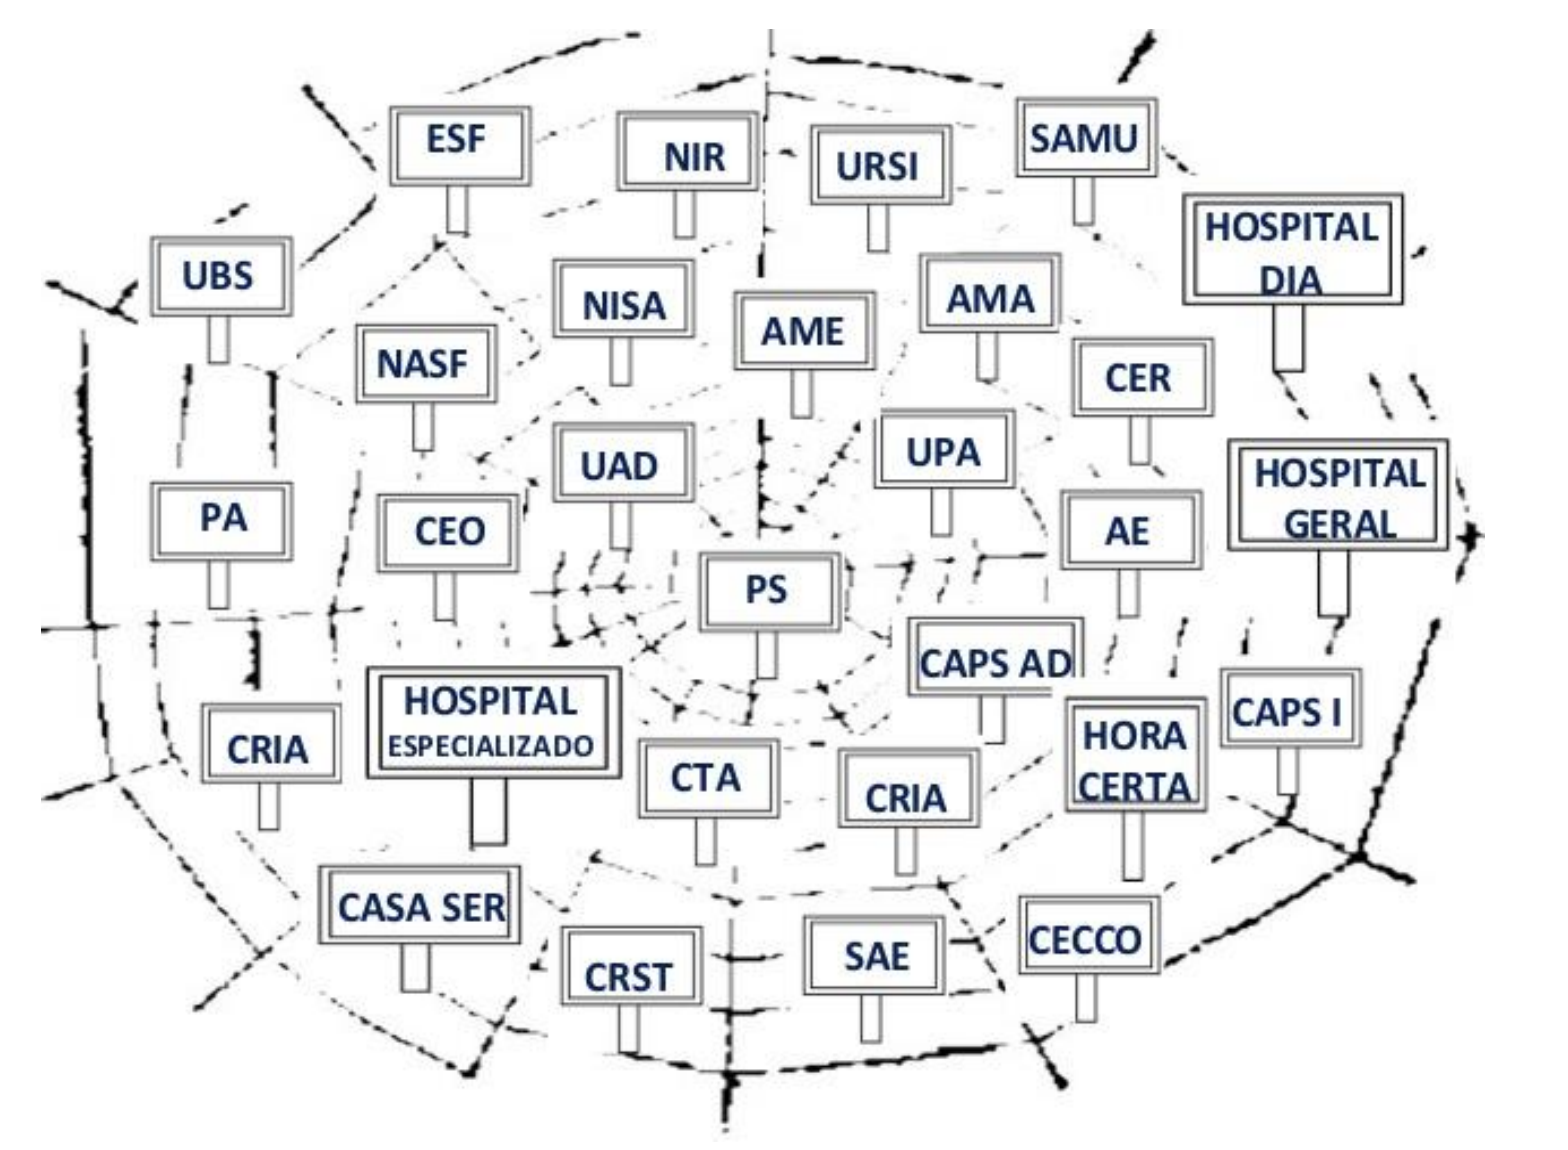 ESF
NIR
URSI
SAMU
HOSPITAL
DIA
UBS
NISA
AME
AMA
NASF
CER
UAD
UPA
HOSPITAL
GERAL
PA
CEO
AE
PS
CAPS AD
HOSPITAL
ESPECIALIZADO
CAPS I
CRIA
CTA
CRIA
HORA
CERTA
CASA SER
CRST
SAE
CECCO